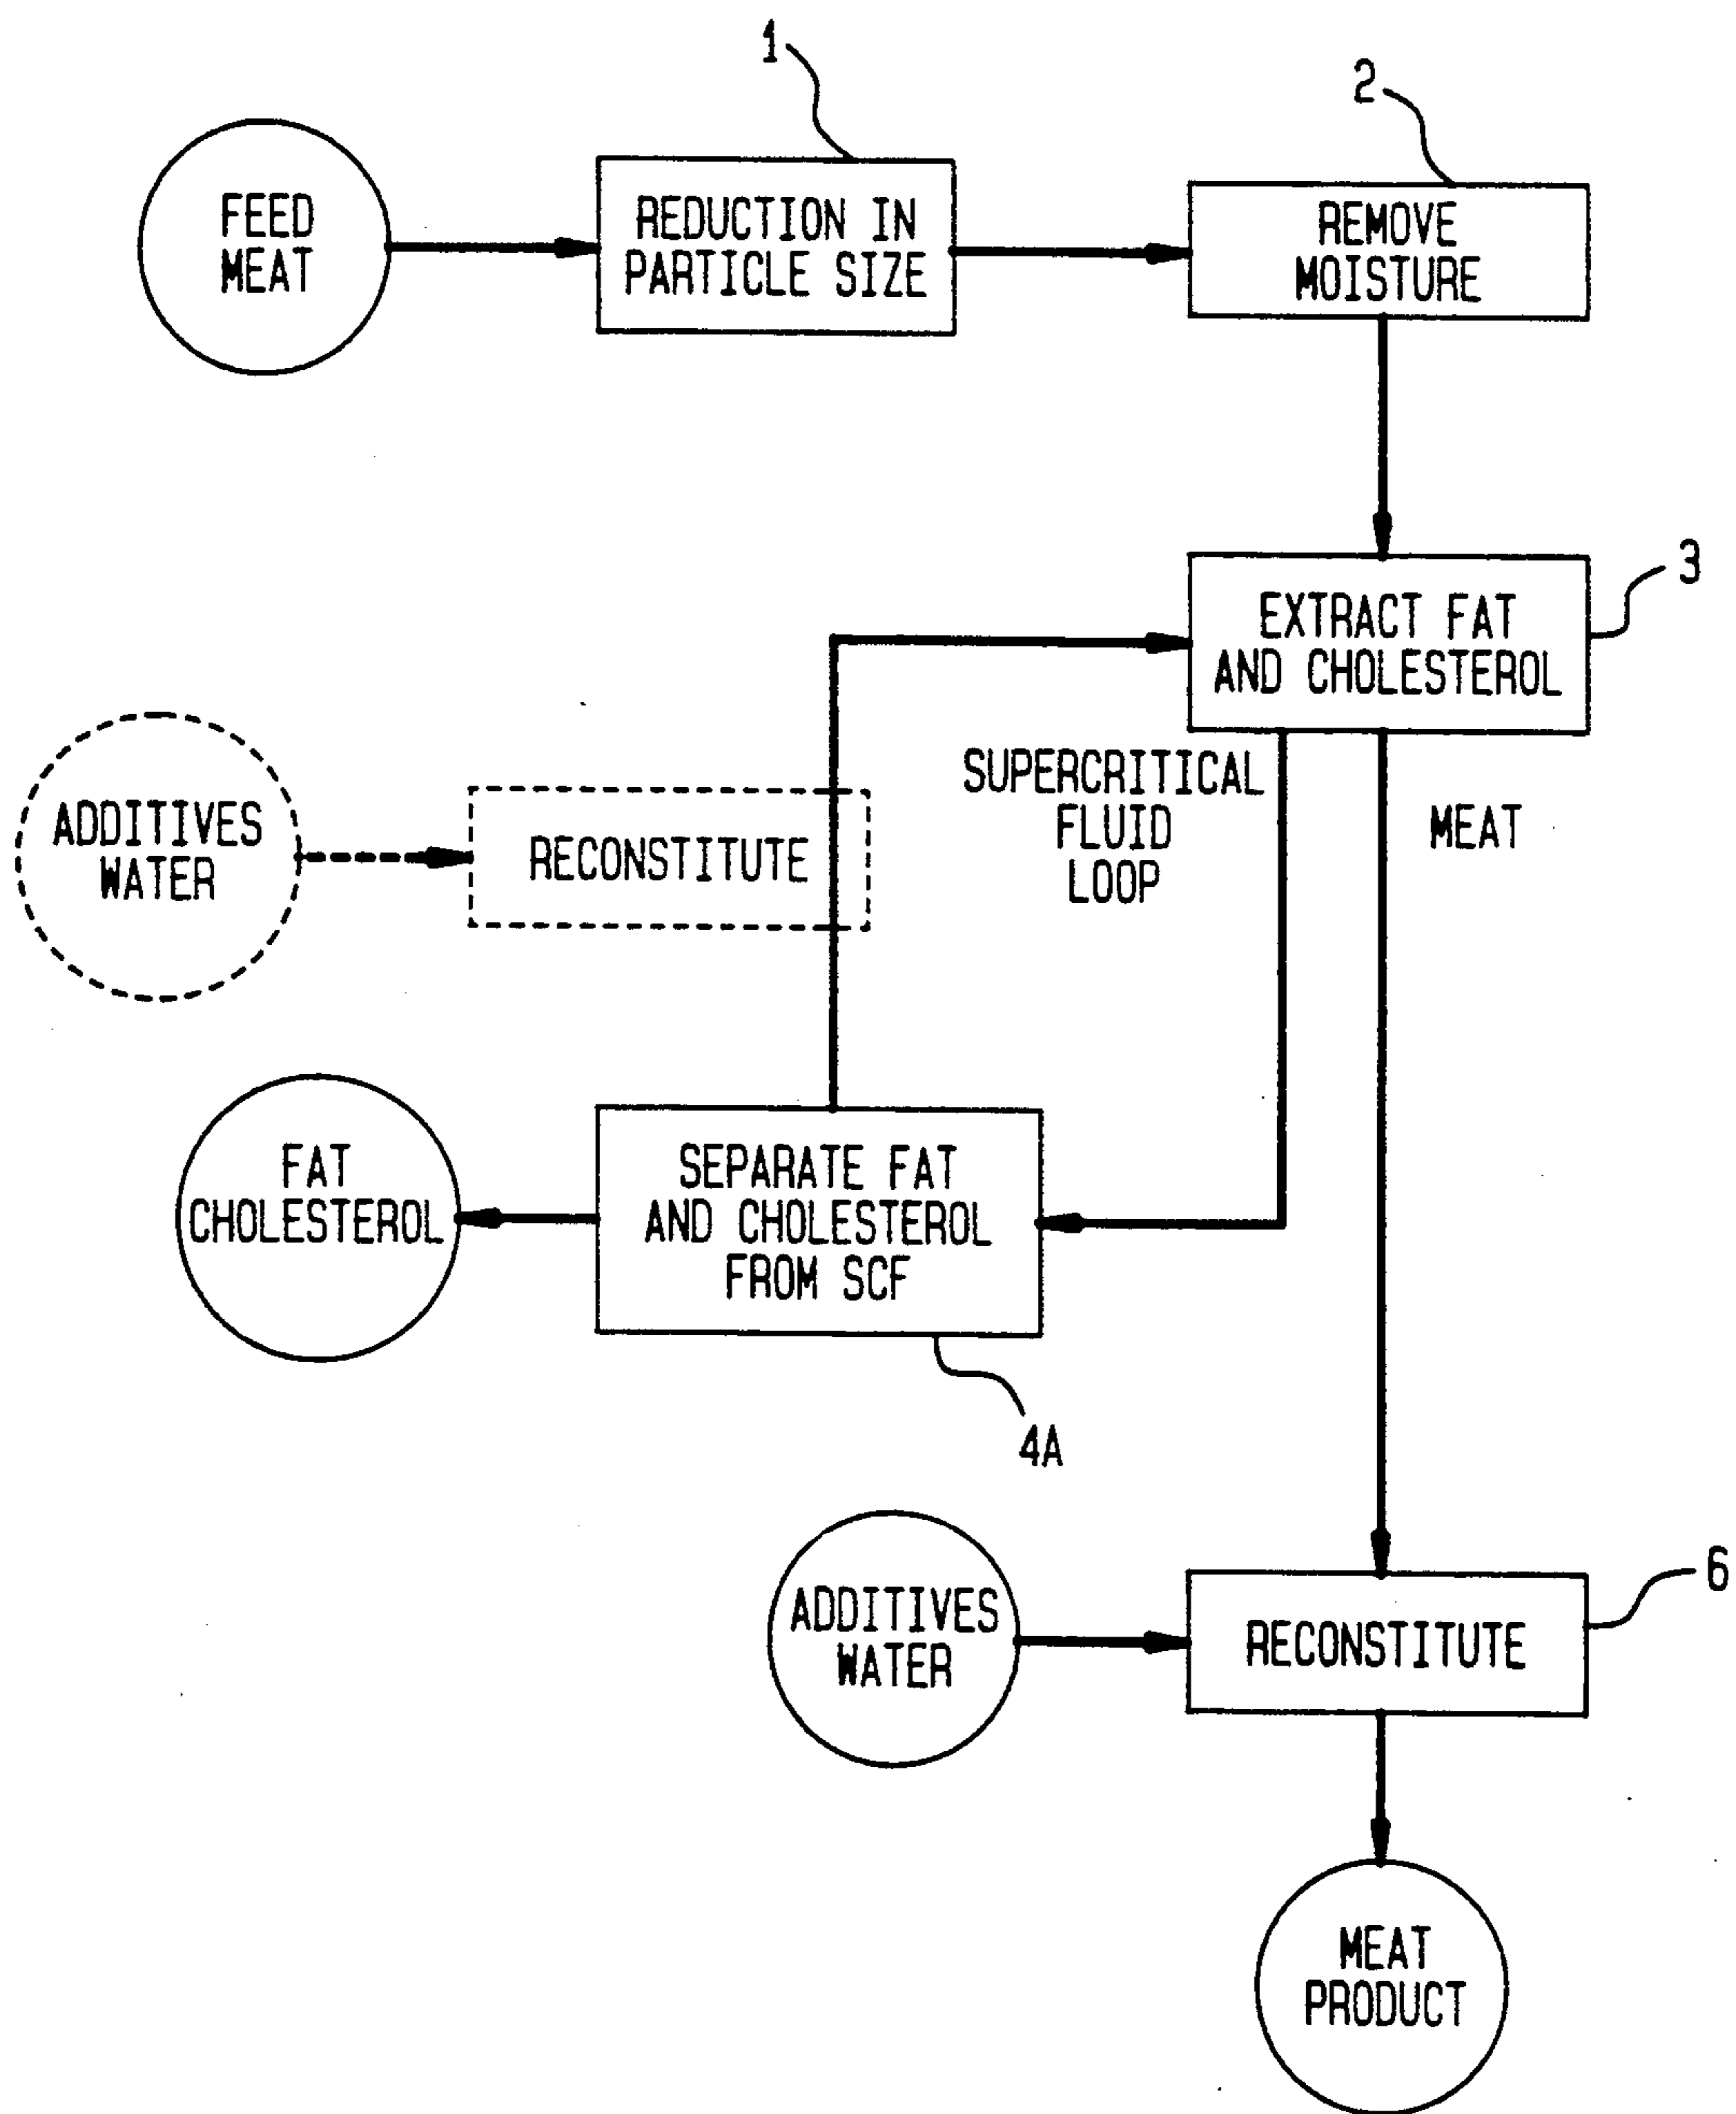 1
2
FEED
MEAT
REDUCTION IN
PARTICLE SIZE
REMOVE
MOISTURE
EXTRACT FAT
AND CHOLESTEROL
3
SUPERCRITICAL
FLUID
LOOP
MEAT
ADDITIVES
WATER
RECONSTITUTE
FAT
CHOLESTEROL
SEPARATE FAT
AND CHOLESTEROL
FROM SCF
4A
ADDITIVES
WATER
RECONSTITUTE
6
MEAT
PRODUCT